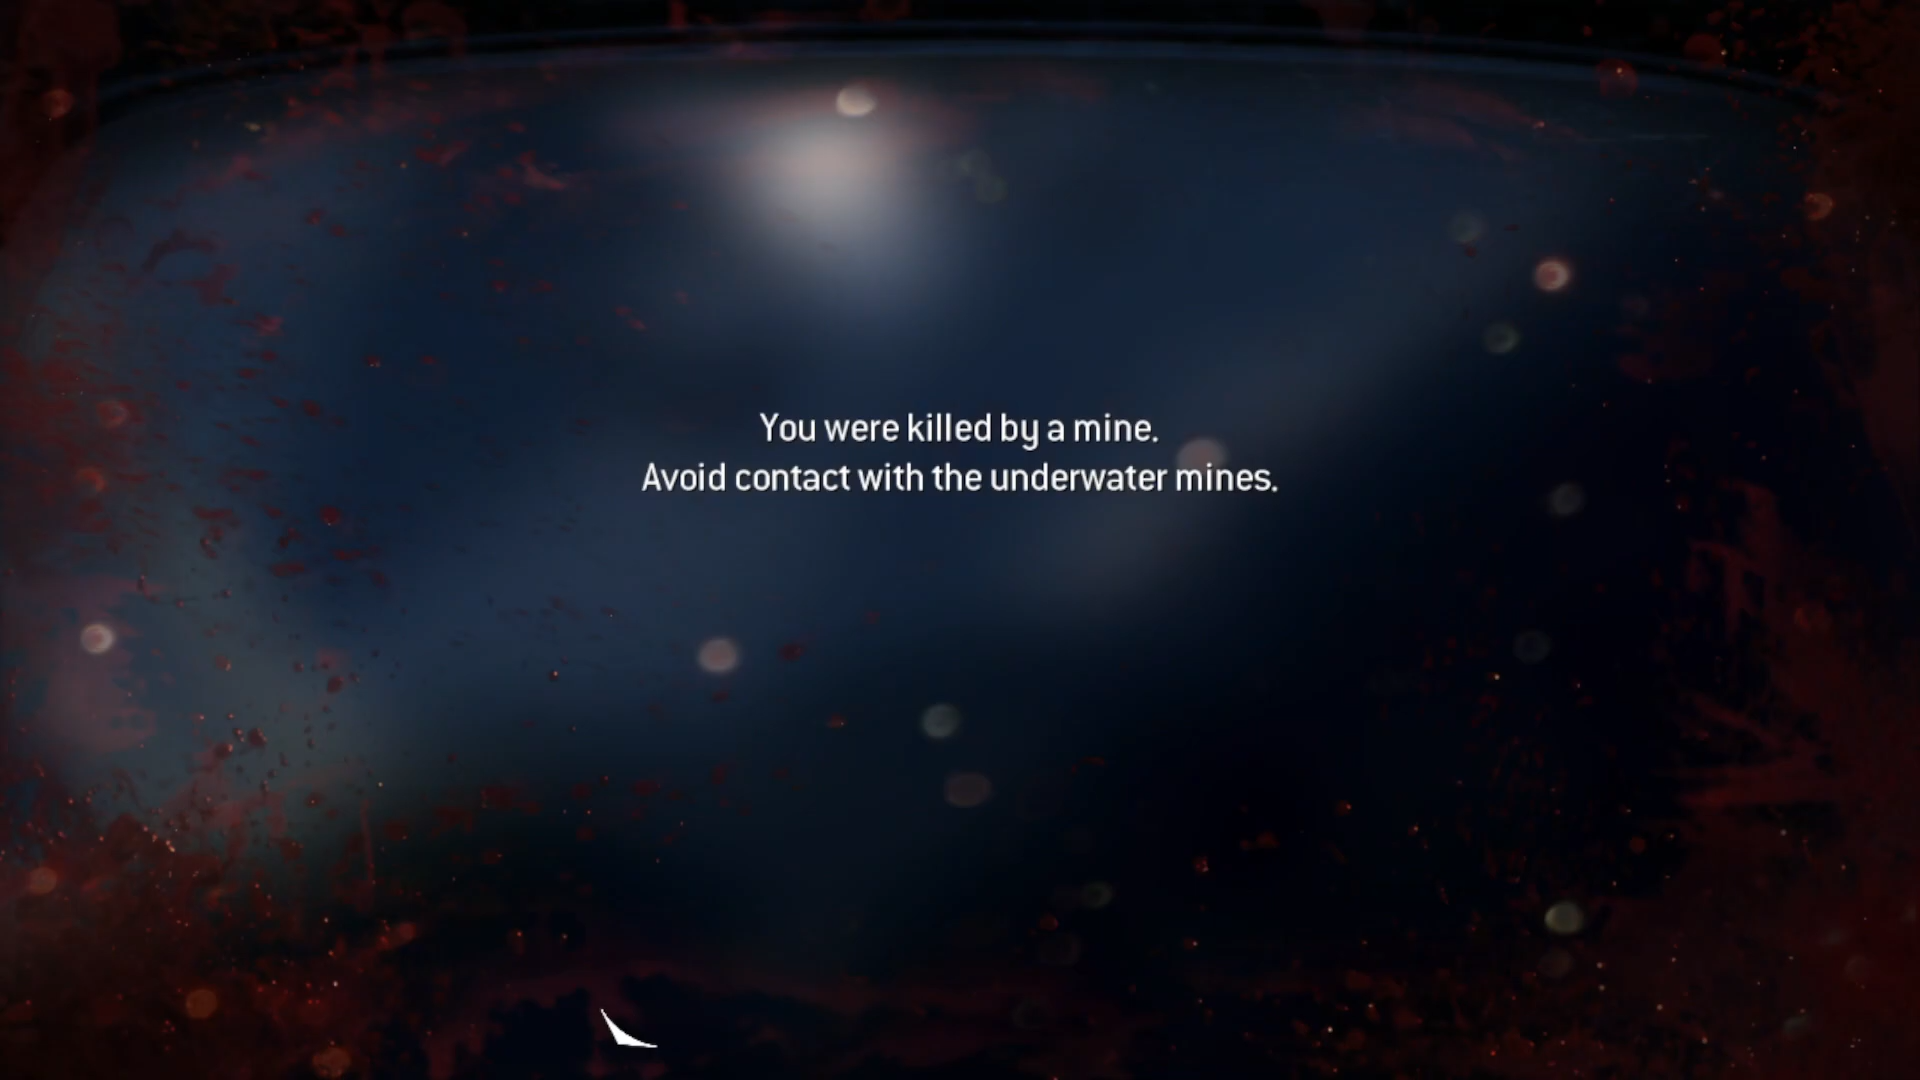 You were killed by a mine.
Avoid contact with the underwater mines.